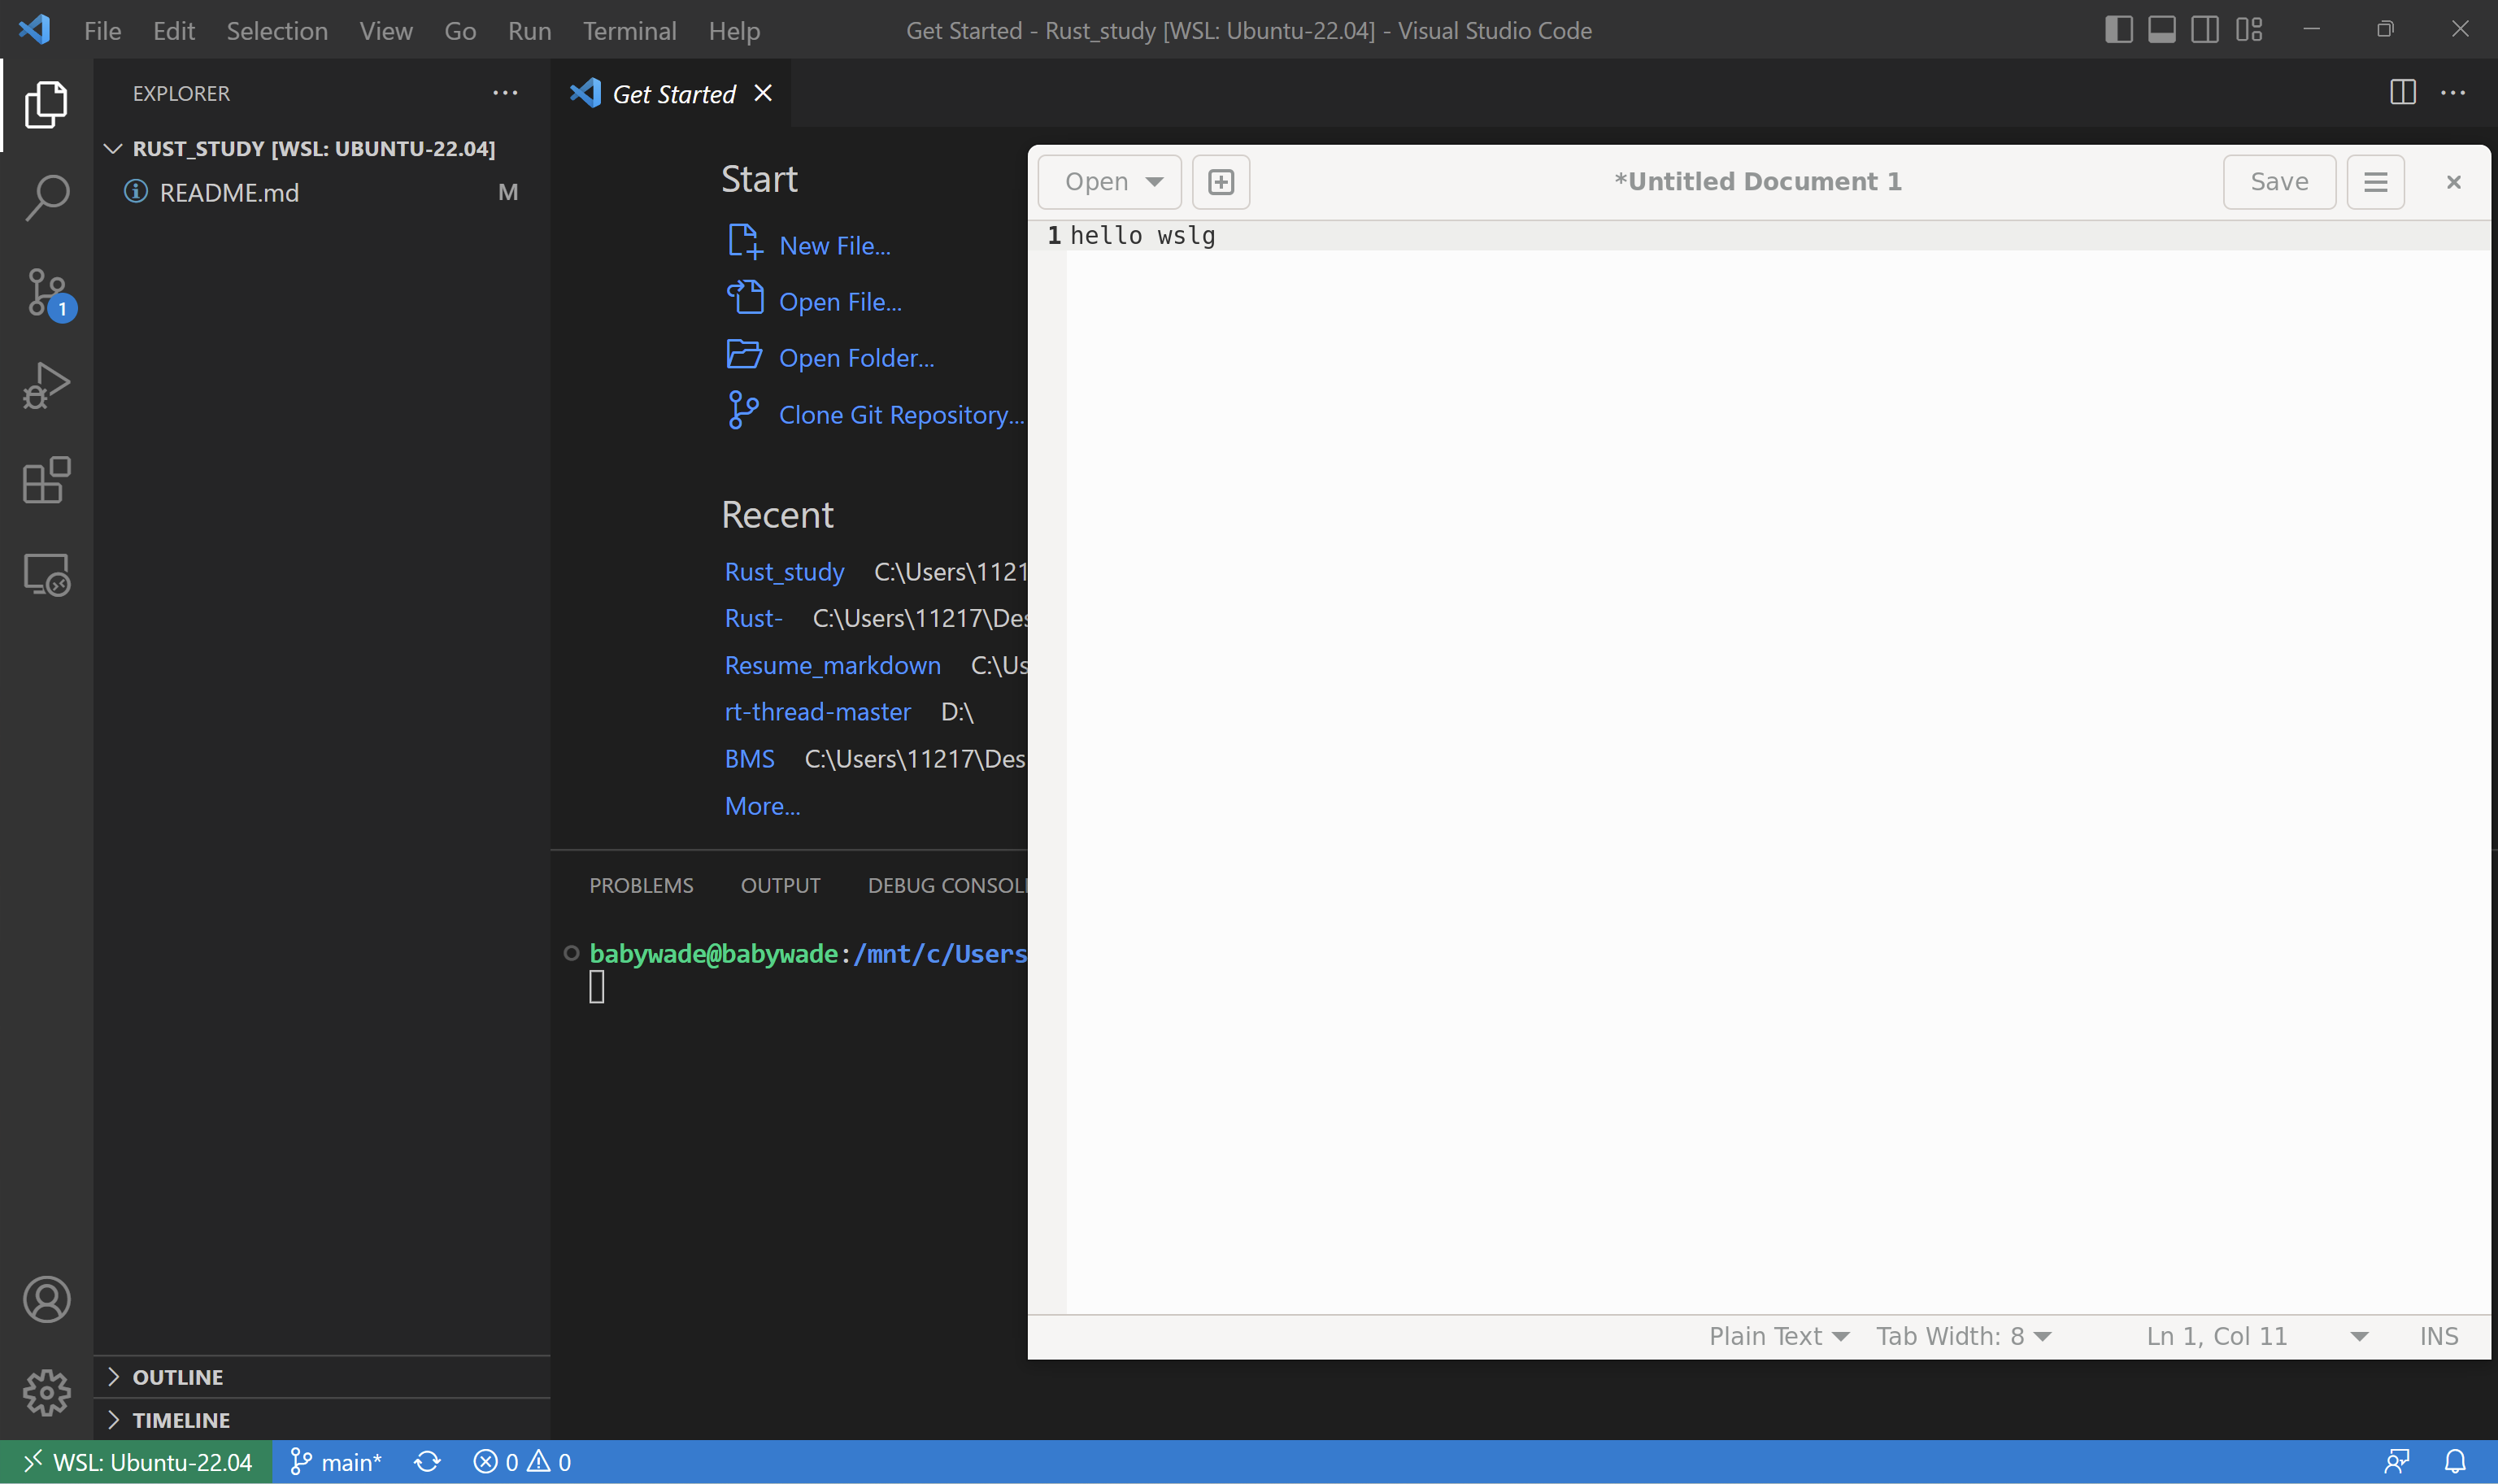 File Edit Selection View Go Run Terminal Help
Get Started - Rust_study [WSL: Ubuntu-22.04] - Visual Studio Code
EXPLORER
RUST_STUDY [WSL: UBUNTU-22.04]
README.md M
1
Get Started
Start
New File...
Open File...
Open Folder...
Clone Git Repository...
Recent
Rust_study C:\Users\1121
Rust- C:\Users\11217\Des
Resume_markdown C:\Us
rt-thread-master D:\
BMS C:\Users\11217\Des
More...
PROBLEMS OUTPUT DEBUG CONSOL
babywade@babywade:/mnt/c/Users
Open *Untitled Document 1 Save
1 hello wslg
Plain Text Tab Width: 8 Ln 1, Col 11 INS
OUTLINE
TIMELINE
WSL: Ubuntu-22.04 main* 0 0